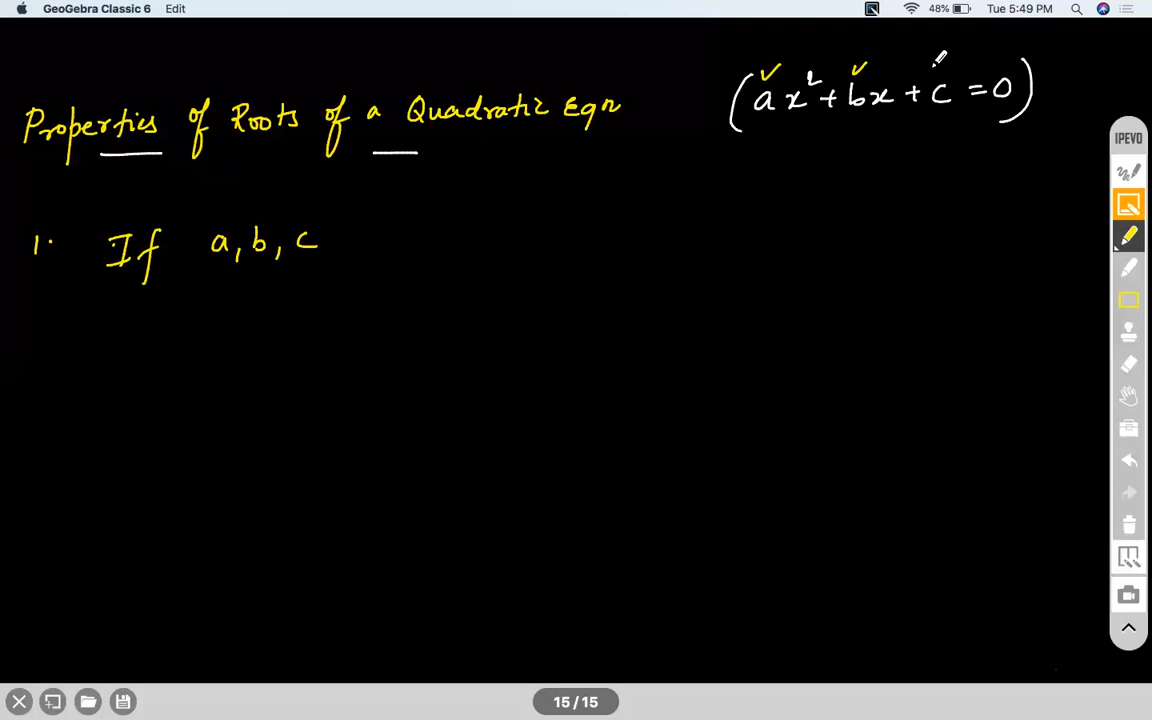 GeoGebra Classic 6 Edit 48% Tue 5:49 PM
(ax² + bx + c = 0)
Properties of Roots of a Quadratic Eqn
IPEVO
1. If a, b, c
15 / 15